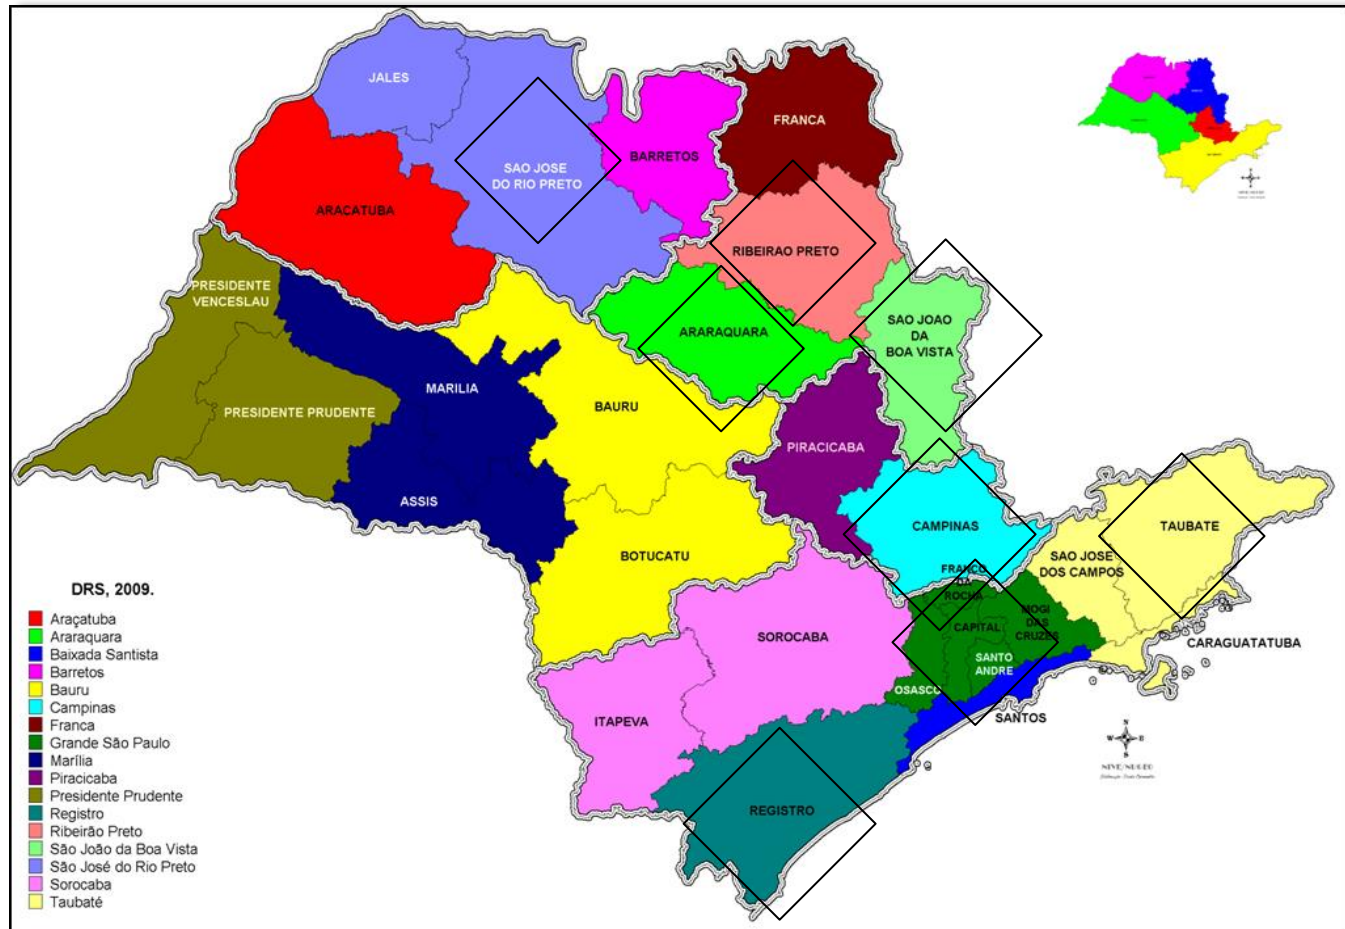 JALES
FRANCA
SAO JOSE
DO RIO PRETO
BARRETOS
ARAÇATUBA
RIBEIRAO PRETO
PRESIDENTE
VENCESLAU
ARARAQUARA
SAO JOAO
DA
BOA VISTA
MARILIA
PRESIDENTE PRUDENTE
BAURU
PIRACICABA
ASSIS
CAMPINAS
TAUBATE
BOTUCATU
SAO JOSE
DOS CAMPOS
FRANCO
DA
ROCHA
MOGI
DAS
CRUZES
CAPITAL
SOROCABA
SANTO
ANDRE
CARAGUATATUBA
OSASCO
SANTOS
ITAPEVA
REGISTRO
N
W E
S
NIVE/NUGEO
DRS, 2009.
Araçatuba
Araraquara
Baixada Santista
Barretos
Bauru
Campinas
Franca
Grande São Paulo
Marília
Piracicaba
Presidente Prudente
Registro
Ribeirão Preto
São João da Boa Vista
São José do Rio Preto
Sorocaba
Taubaté